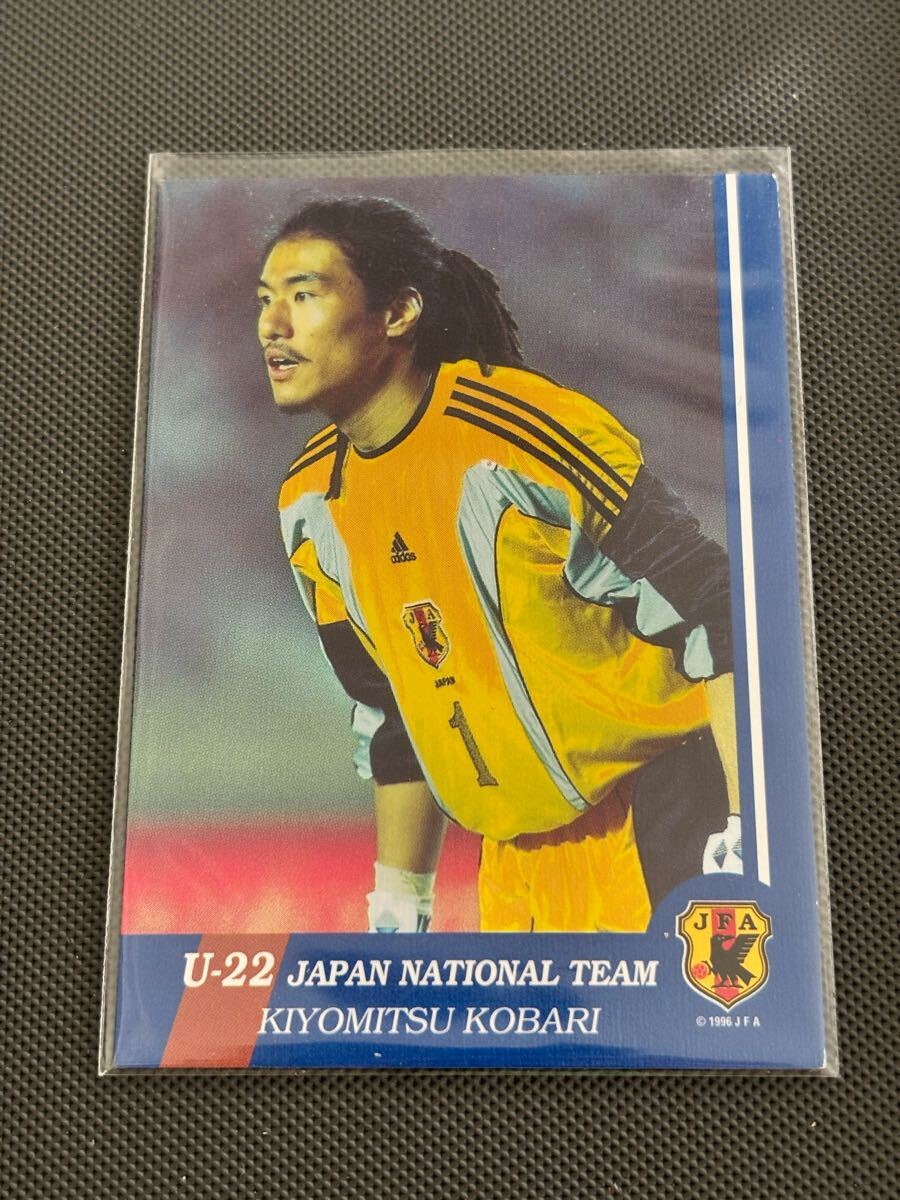 adidas
JFA
JAPAN
1
U-22 JAPAN NATIONAL TEAM
KIYOMITSU KOBARI
JFA
© 1996 J F A